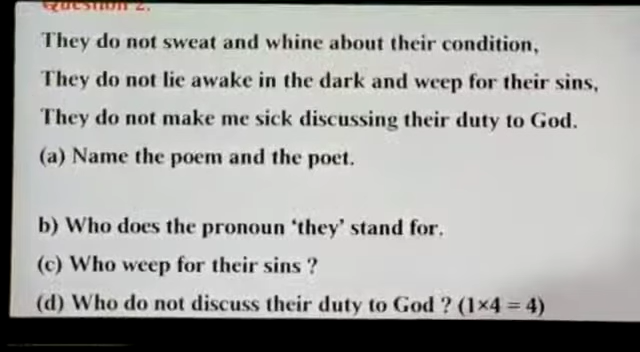 Question 2.
They do not sweat and whine about their condition,
They do not lie awake in the dark and weep for their sins,
They do not make me sick discussing their duty to God.
(a) Name the poem and the poet.
b) Who does the pronoun ‘they’ stand for.
(c) Who weep for their sins ?
(d) Who do not discuss their duty to God ? (1×4 = 4)